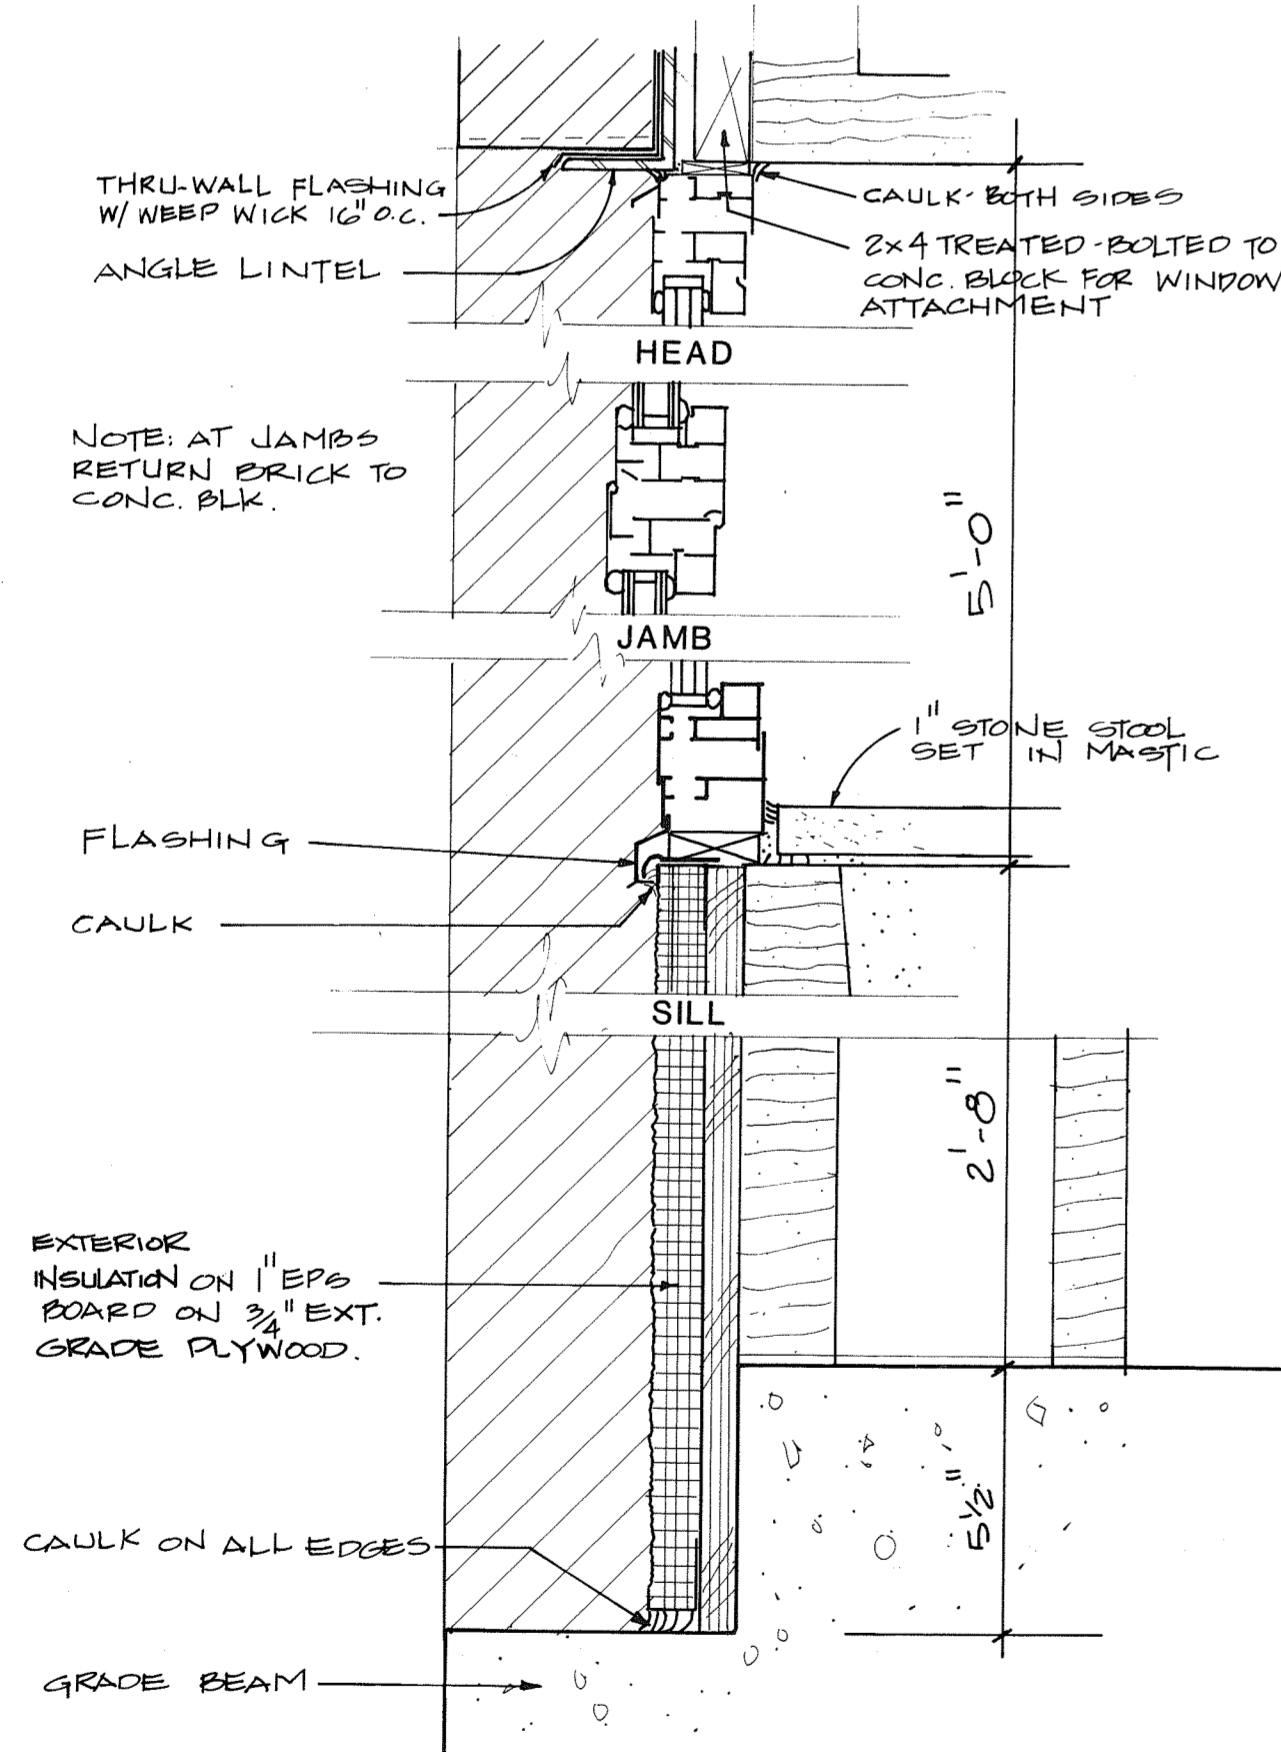 THRU-WALL FLASHING
W/ WEEP WICK 16" O.C.
ANGLE LINTEL
CAULK-BOTH SIDES
2x4 TREATED-BOLTED TO
CONC. BLOCK FOR WINDOW
ATTACHMENT
HEAD
NOTE: AT JAMBS
RETURN BRICK TO
CONC. BLK.
5'-0"
JAMB
1" STONE STOOL
SET IN MASTIC
FLASHING
CAULK
SILL
2'-8"
EXTERIOR
INSULATION ON 1" EPS
BOARD ON 3/4" EXT.
GRADE PLYWOOD.
5 1/2"
CAULK ON ALL EDGES
GRADE BEAM